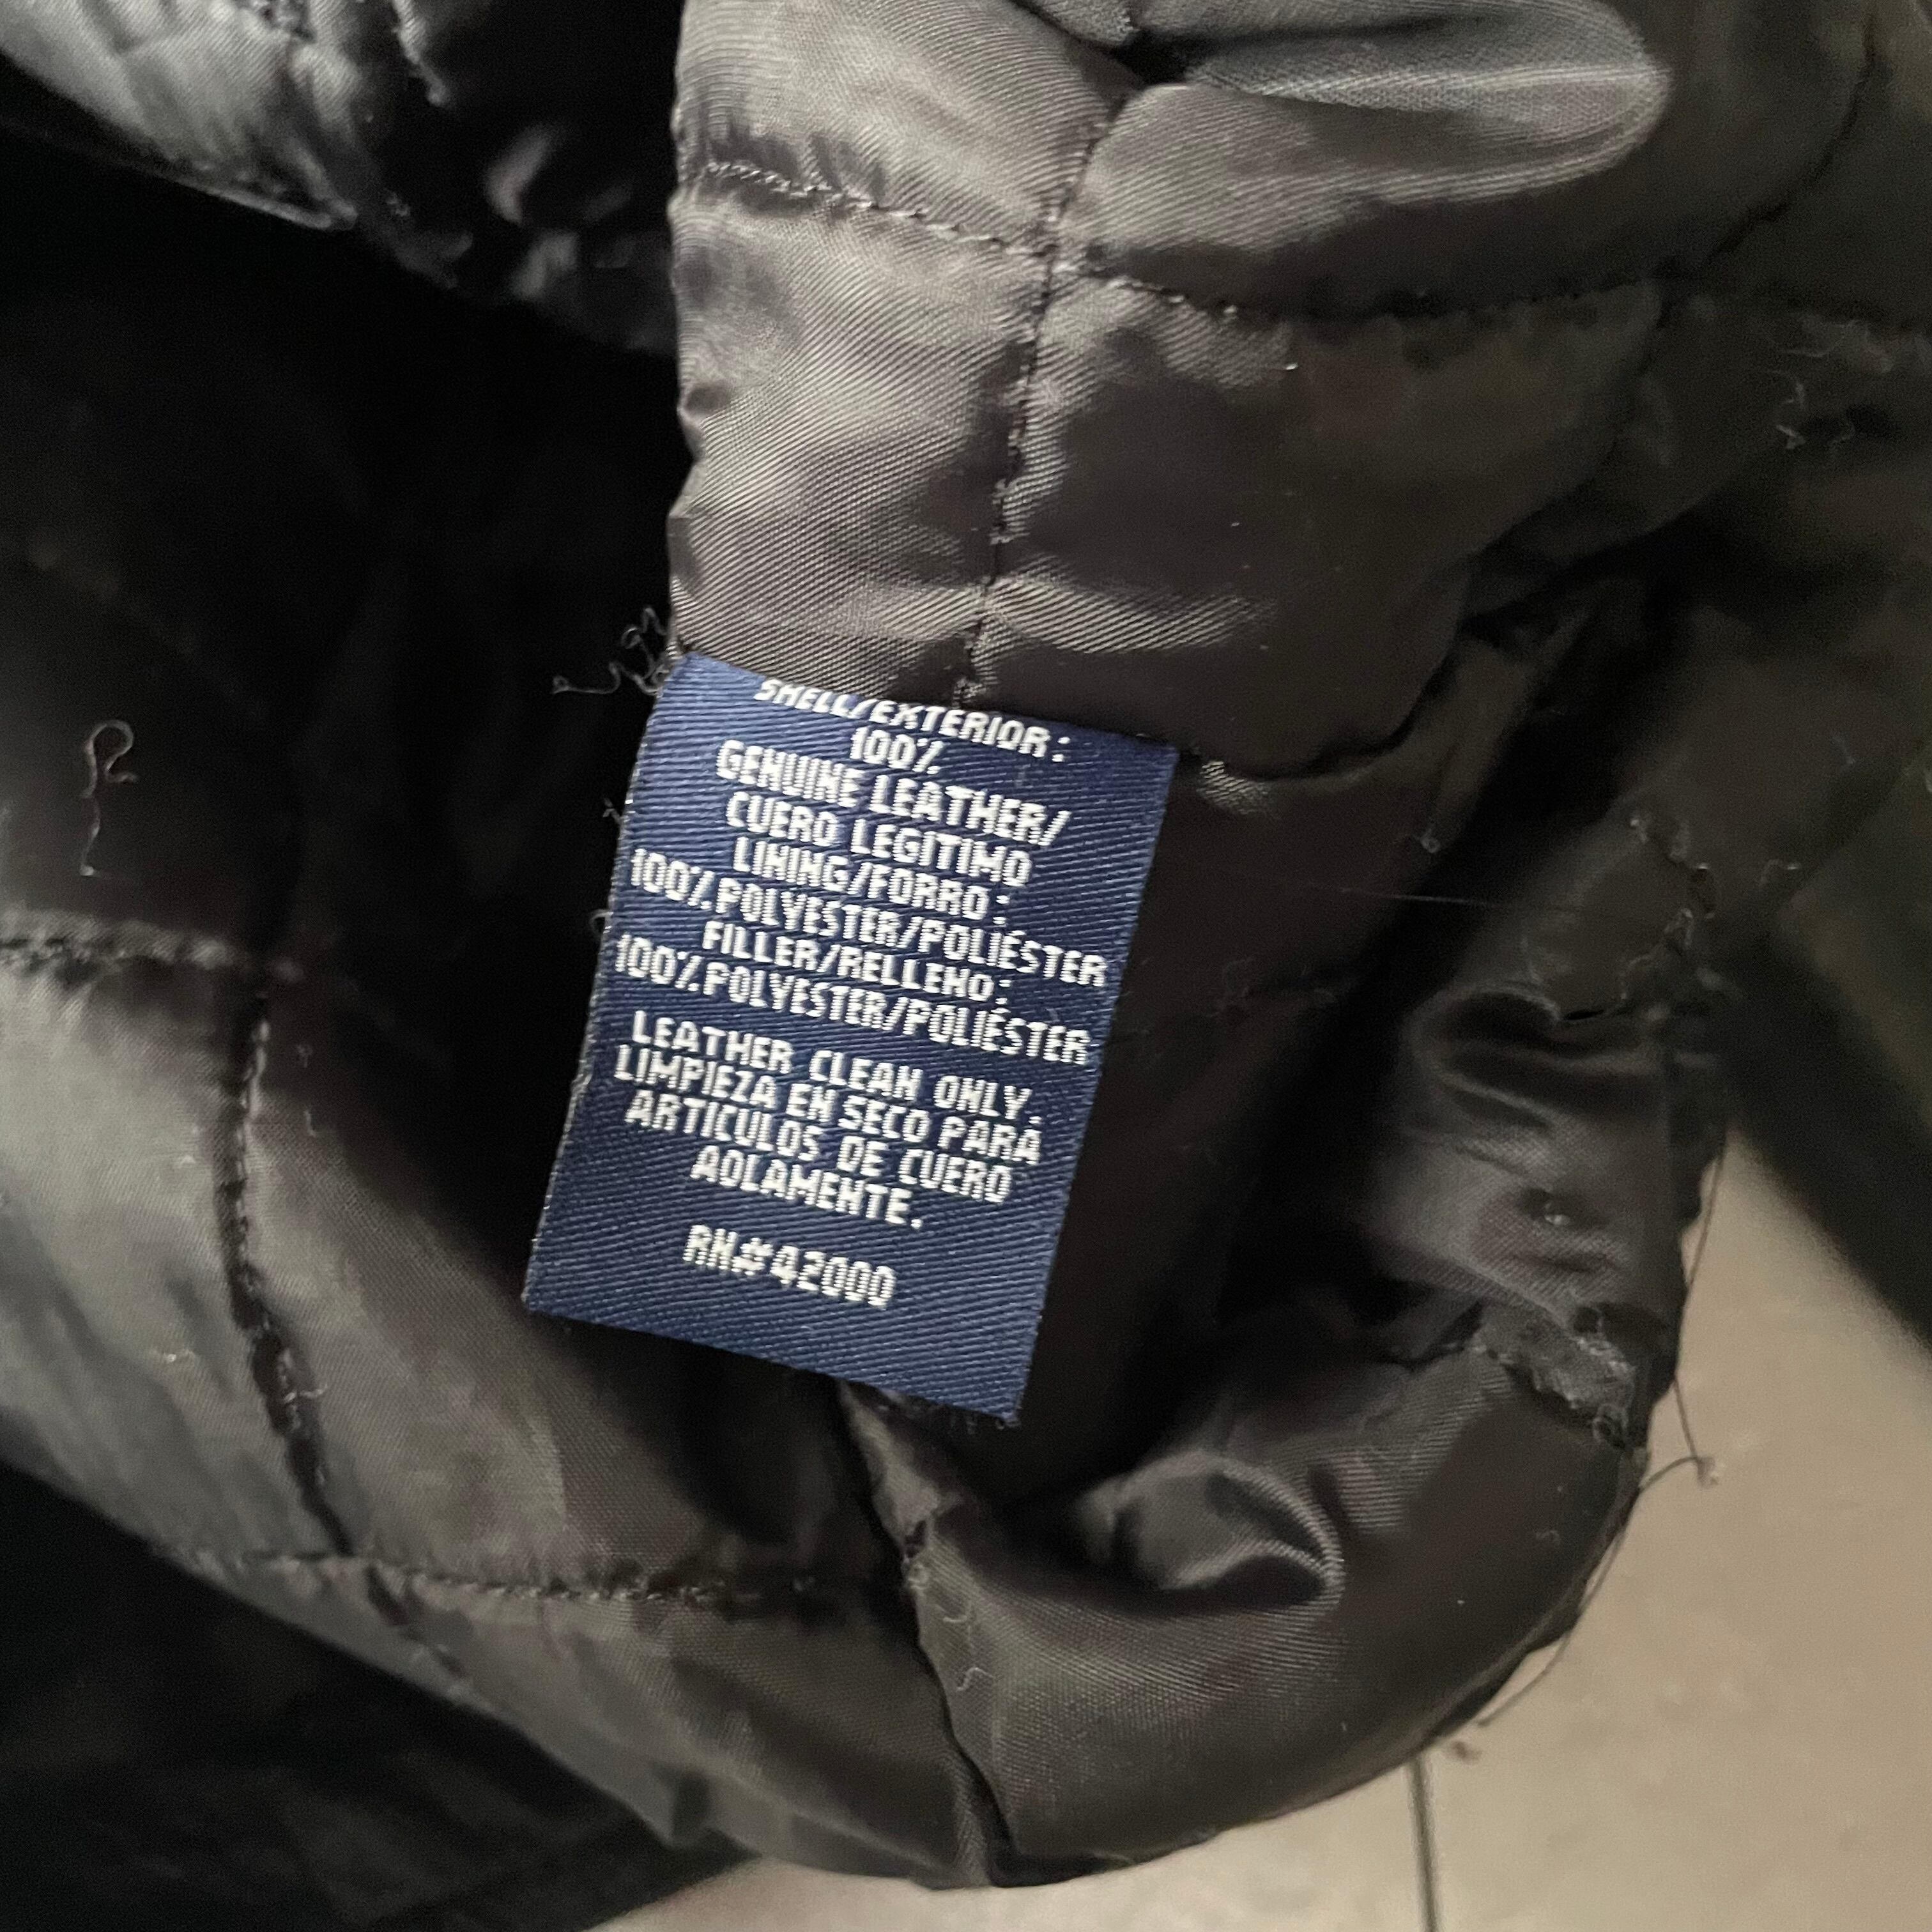 SHELL/EXTERIOR:
100%
GENUINE LEATHER/
CUERO LEGITIMO
LINING/FORRO:
100%POLYESTER/POLIÉSTER
FILLER/RELLENO:
100%POLYESTER/POLIÉSTER
LEATHER CLEAN ONLY.
LIMPIEZA EN SECO PARA
ARTICULOS DE CUERO
AOLAMENTE.
RN#42000